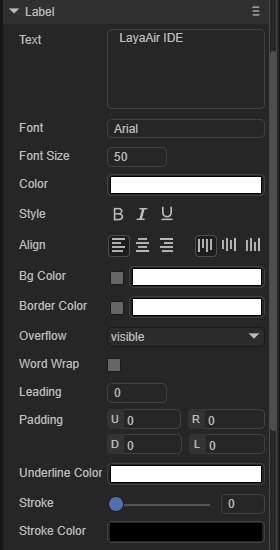 Label
Text LayaAir IDE
Font Arial
Font Size 50
Color
Style B I U
Align
Bg Color
Border Color
Overflow visible
Word Wrap
Leading 0
Padding U 0 R 0
D 0 L 0
Underline Color
Stroke 0
Stroke Color